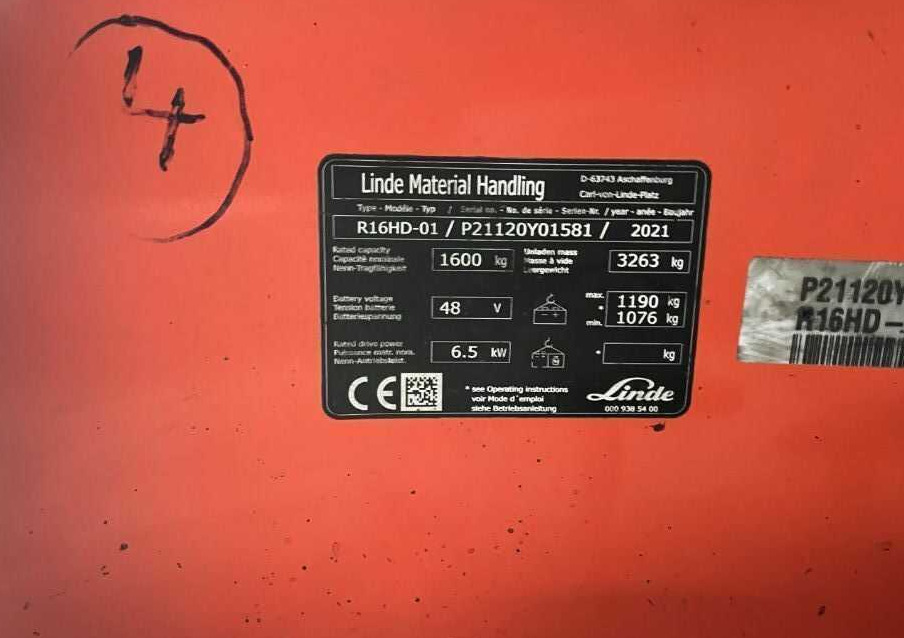 4
Linde Material Handling
D-63743 Aschaffenburg
Carl-von-Linde-Platz
Type - Modèle - Typ / Serial no. - No. de série - Serien-Nr. / year - année - Baujahr
R16HD-01 / P21120Y01581 / 2021
Rated capacity
Capacité nominale
Nenn-Tragfähigkeit
1600 kg
Unladen mass
Masse à vide
Leergewicht
3263 kg
Battery voltage
Tension batterie
Batteriespannung
48 V
max. 1190 kg
*
min. 1076 kg
Rated drive power
Puissance motr. nom.
Nenn-Antriebsleist.
6.5 kW
* kg
CE
* see Operating instructions
voir Mode d'emploi
siehe Betriebsanleitung
Linde
000 938 54 00
P21120Y
R16HD-